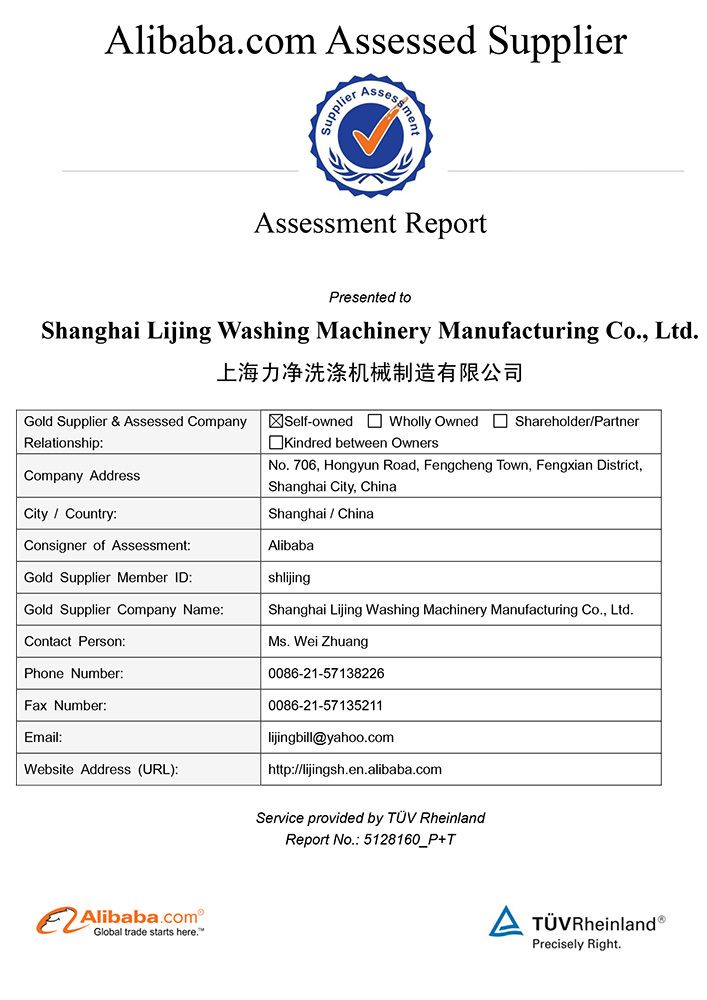 Alibaba.com Assessed Supplier
Supplier Assessment
Assessment Report
Presented to
Shanghai Lijing Washing Machinery Manufacturing Co., Ltd.
上海力净洗涤机械制造有限公司
Gold Supplier & Assessed Company Relationship: ☒Self-owned ☐ Wholly Owned ☐ Shareholder/Partner
☐Kindred between Owners
Company Address No. 706, Hongyun Road, Fengcheng Town, Fengxian District,
Shanghai City, China
City / Country: Shanghai / China
Consigner of Assessment: Alibaba
Gold Supplier Member ID: shlijing
Gold Supplier Company Name: Shanghai Lijing Washing Machinery Manufacturing Co., Ltd.
Contact Person: Ms. Wei Zhuang
Phone Number: 0086-21-57138226
Fax Number: 0086-21-57135211
Email: lijingbill@yahoo.com
Website Address (URL): http://lijingsh.en.alibaba.com
Service provided by TÜV Rheinland
Report No.: 5128160_P+T
Alibaba.com®
Global trade starts here.™
TÜVRheinland®
Precisely Right.